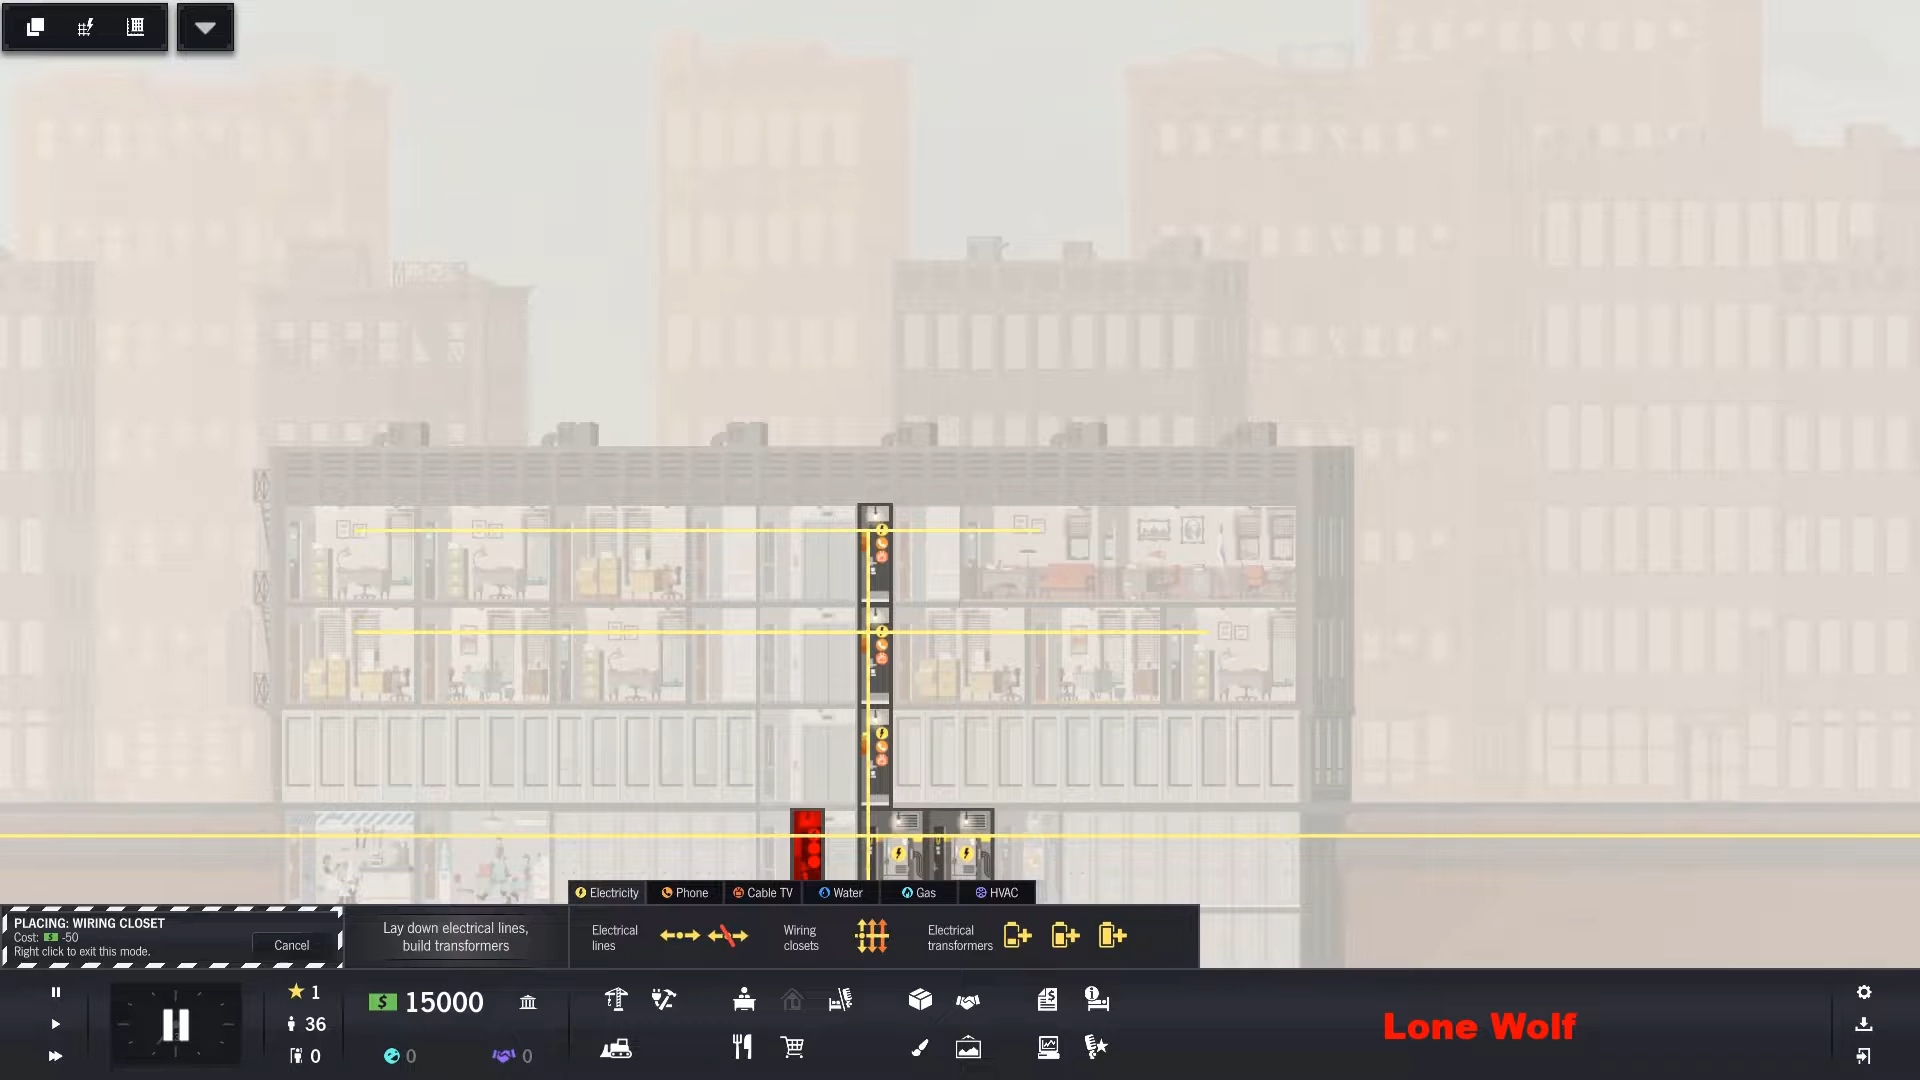 Electricity
Phone
Cable TV
Water
Gas
HVAC
PLACING: WIRING CLOSET
Cost: $ -50
Right click to exit this mode.
Cancel
Lay down electrical lines,
build transformers
Electrical
lines
Wiring
closets
Electrical
transformers
1
36
0
$ 15000
0
0
Lone Wolf